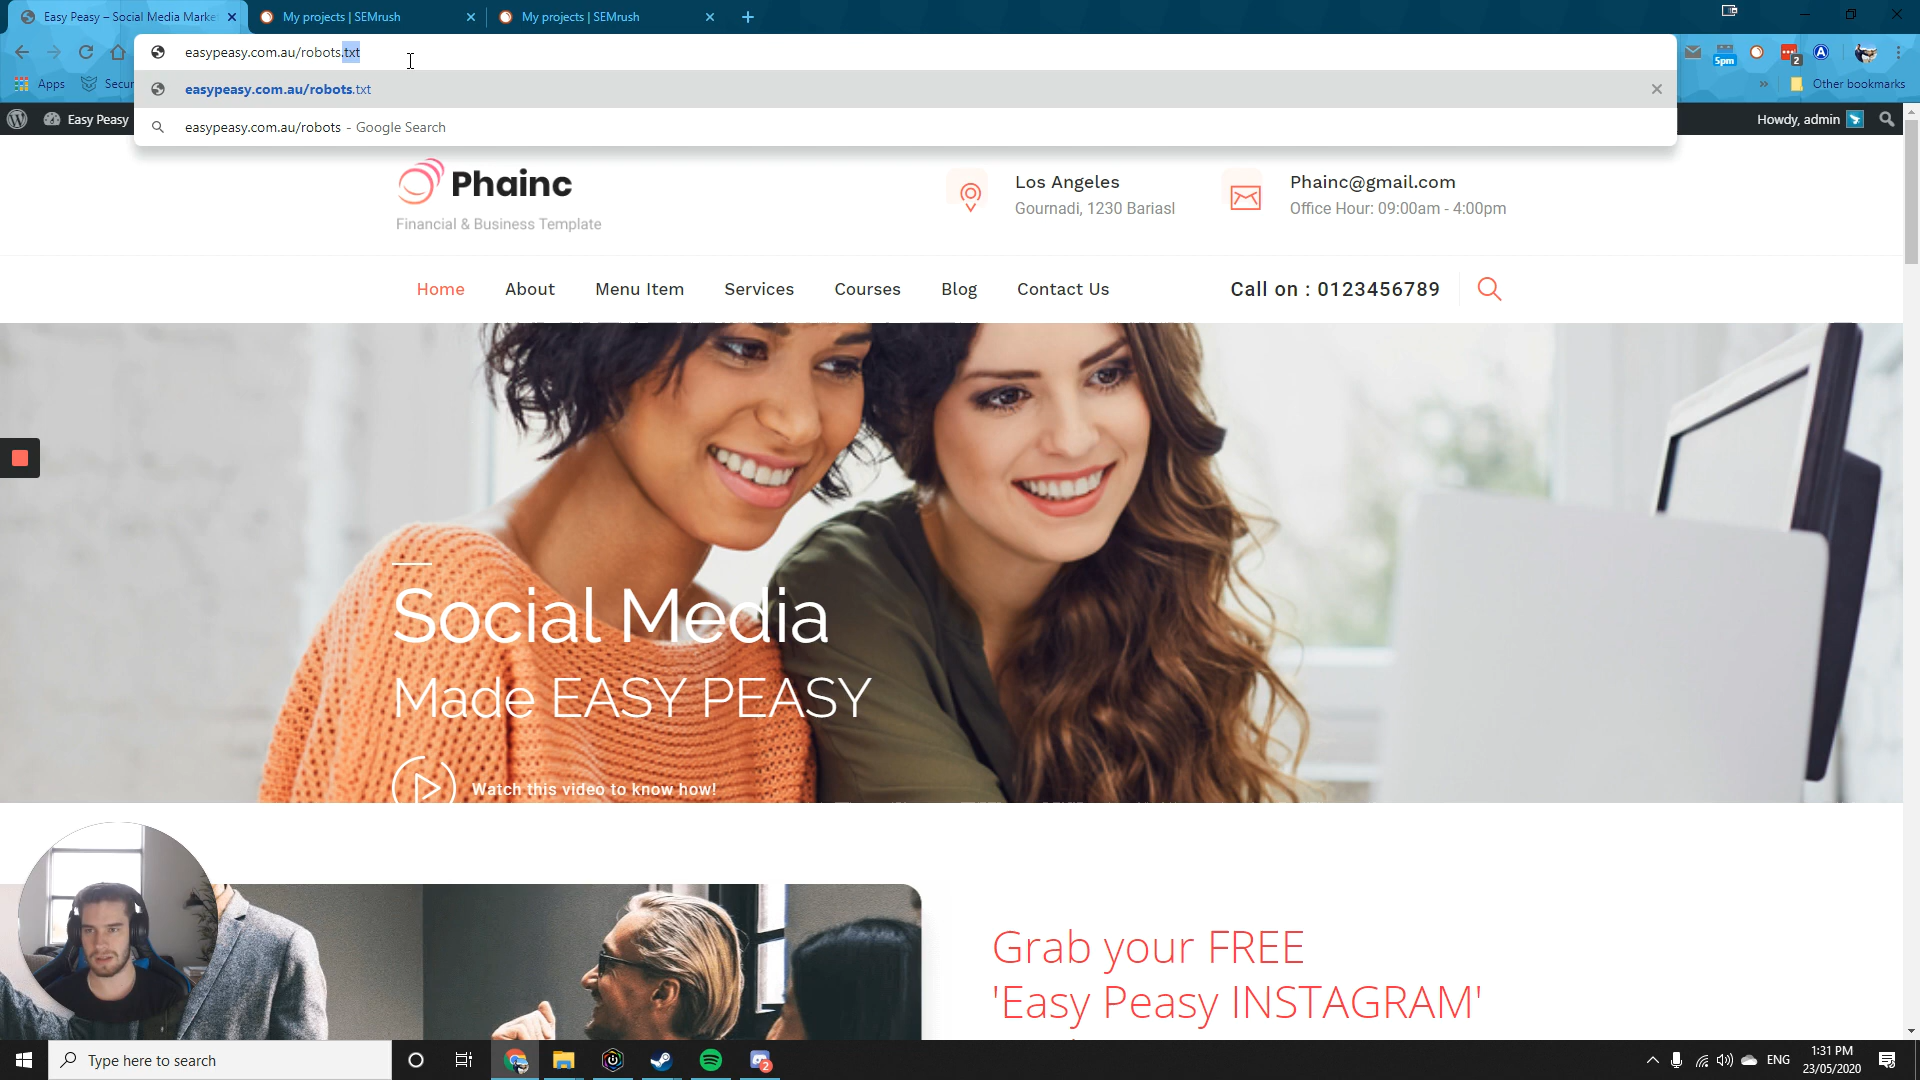 Easy Peasy – Social Media Marke
My projects | SEMrush
My projects | SEMrush
easypeasy.com.au/robots.txt
5pm
2
Apps
Secur
Other bookmarks
easypeasy.com.au/robots.txt
easypeasy.com.au/robots - Google Search
Easy Peasy
Howdy, admin
Phainc
Financial & Business Template
Los Angeles
Gournadi, 1230 Bariasl
Phainc@gmail.com
Office Hour: 09:00am - 4:00pm
Home
About
Menu Item
Services
Courses
Blog
Contact Us
Call on : 0123456789
Social Media
Made EASY PEASY
Watch this video to know how!
Grab your FREE
'Easy Peasy INSTAGRAM'
Type here to search
2
ENG
1:31 PM
23/05/2020